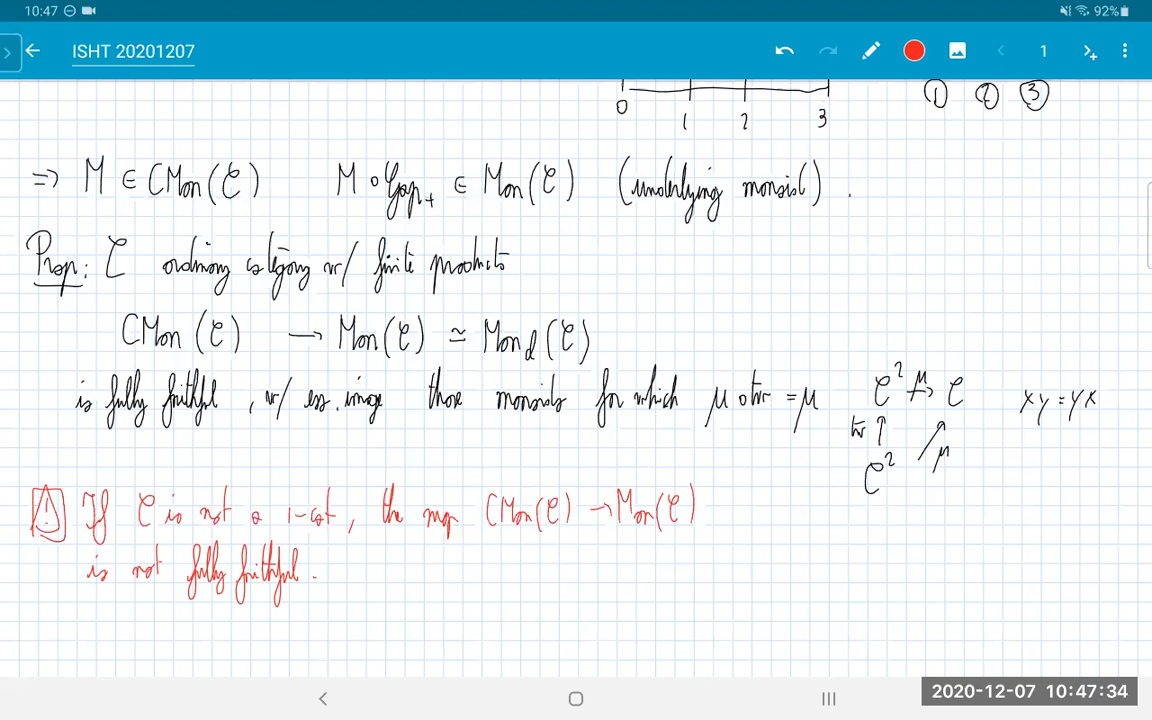 10:47 92%
ISHT 20201207 1
0 1 2 3 ① ② ③
=> M ∈ CMon(C) M ∘ Gap₊ ∈ Mon(C) (underlying monoid).
Prop: C ordinary category w/ finite products
CMon(C) → Mon(C) ≃ Mon_d(C)
is fully faithful, w/ ess. image those monoids for which μ ∘ tw = μ
C² →μ C xy = yx
tw ↑ ↗ μ
C²
⚠ If C is not a 1-cat, the map CMon(C) → Mon(C)
is not fully faithful.
2020-12-07 10:47:34